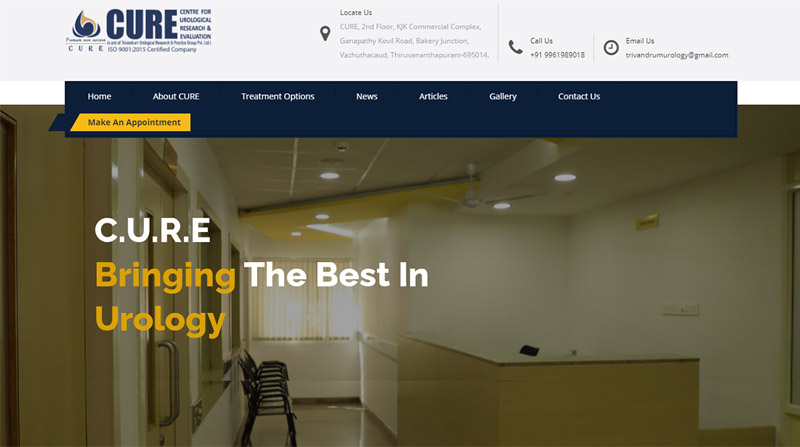 CURE
CENTRE FOR
UROLOGICAL
RESEARCH &
EVALUATION
(a unit of Trivandrum Urological Research & Practice Group Pvt. Ltd.)
C U R E
ISO 9001:2015 Certified Company
Locate Us
CURE, 2nd Floor, KJK Commercial Complex,
Ganapathy Kovil Road, Bakery Junction,
Vazhuthacaud, Thiruvananthapuram-695014.
Call Us
+91 9961989018
Email Us
trivandrumurology@gmail.com
Home
About CURE
Treatment Options
News
Articles
Gallery
Contact Us
Make An Appointment
C.U.R.E
Bringing The Best In
Urology